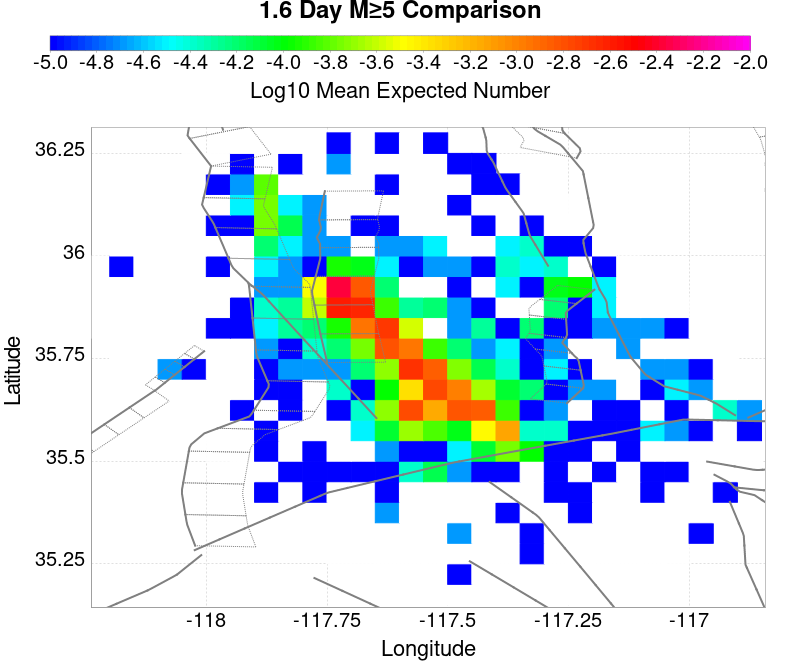 1.6 Day M≥5 Comparison
-5.0 -4.8 -4.6 -4.4 -4.2 -4.0 -3.8 -3.6 -3.4 -3.2 -3.0 -2.8 -2.6 -2.4 -2.2 -2.0
Log10 Mean Expected Number
36.25
36
35.75
35.5
35.25
Latitude
-118 -117.75 -117.5 -117.25 -117
Longitude